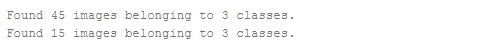 Found 45 images belonging to 3 classes.
Found 15 images belonging to 3 classes.